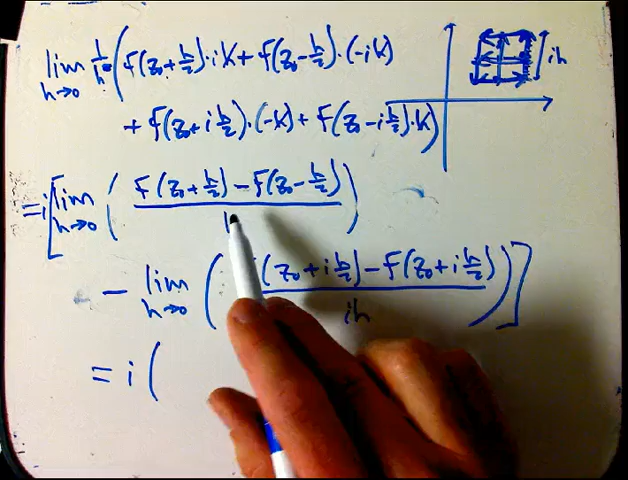 lim h→0 1/h² ( f(z₀+h/2)·ih + f(z₀-h/2)·(-ih)
ih
+ f(z₀+ih/2)·(-h) + f(z₀-ih/2)·h )
= i[ lim h→0 ( f(z₀+h/2) - f(z₀-h/2) / h )
- lim h→0 ( (z₀+ih/2) - f(z₀+ih/2) / ih ) ]
= i (